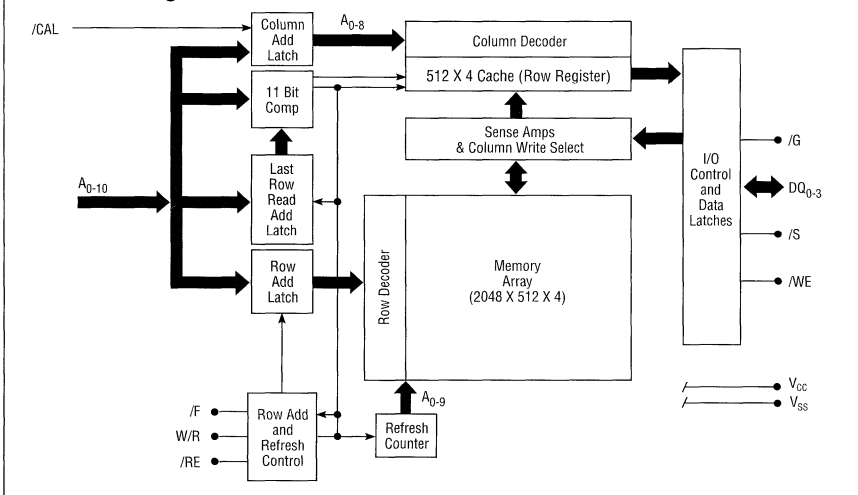 /CAL
Column
Add
Latch
A0-8
Column Decoder
512 X 4 Cache (Row Register)
11 Bit
Comp
Sense Amps
& Column Write Select
I/O
Control
and
Data
Latches
/G
DQ0-3
/S
/WE
A0-10
Last
Row
Read
Add
Latch
Row
Add
Latch
Row Decoder
Memory
Array
(2048 X 512 X 4)
A0-9
VCC
VSS
/F
W/R
/RE
Row Add
and
Refresh
Control
Refresh
Counter